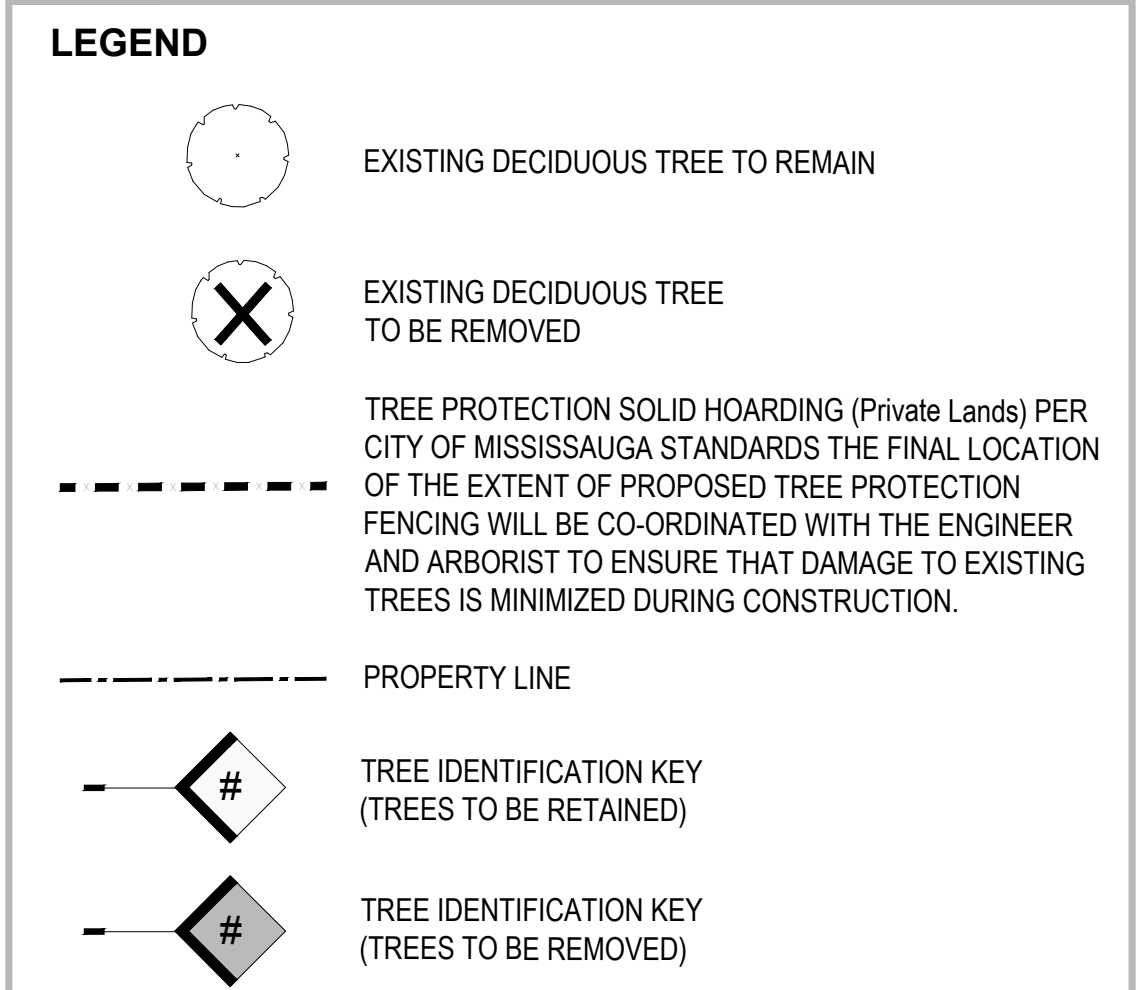 LEGEND
EXISTING DECIDUOUS TREE TO REMAIN
EXISTING DECIDUOUS TREE
TO BE REMOVED
TREE PROTECTION SOLID HOARDING (Private Lands) PER
CITY OF MISSISSAUGA STANDARDS THE FINAL LOCATION
OF THE EXTENT OF PROPOSED TREE PROTECTION
FENCING WILL BE CO-ORDINATED WITH THE ENGINEER
AND ARBORIST TO ENSURE THAT DAMAGE TO EXISTING
TREES IS MINIMIZED DURING CONSTRUCTION.
PROPERTY LINE
#
TREE IDENTIFICATION KEY
(TREES TO BE RETAINED)
#
TREE IDENTIFICATION KEY
(TREES TO BE REMOVED)